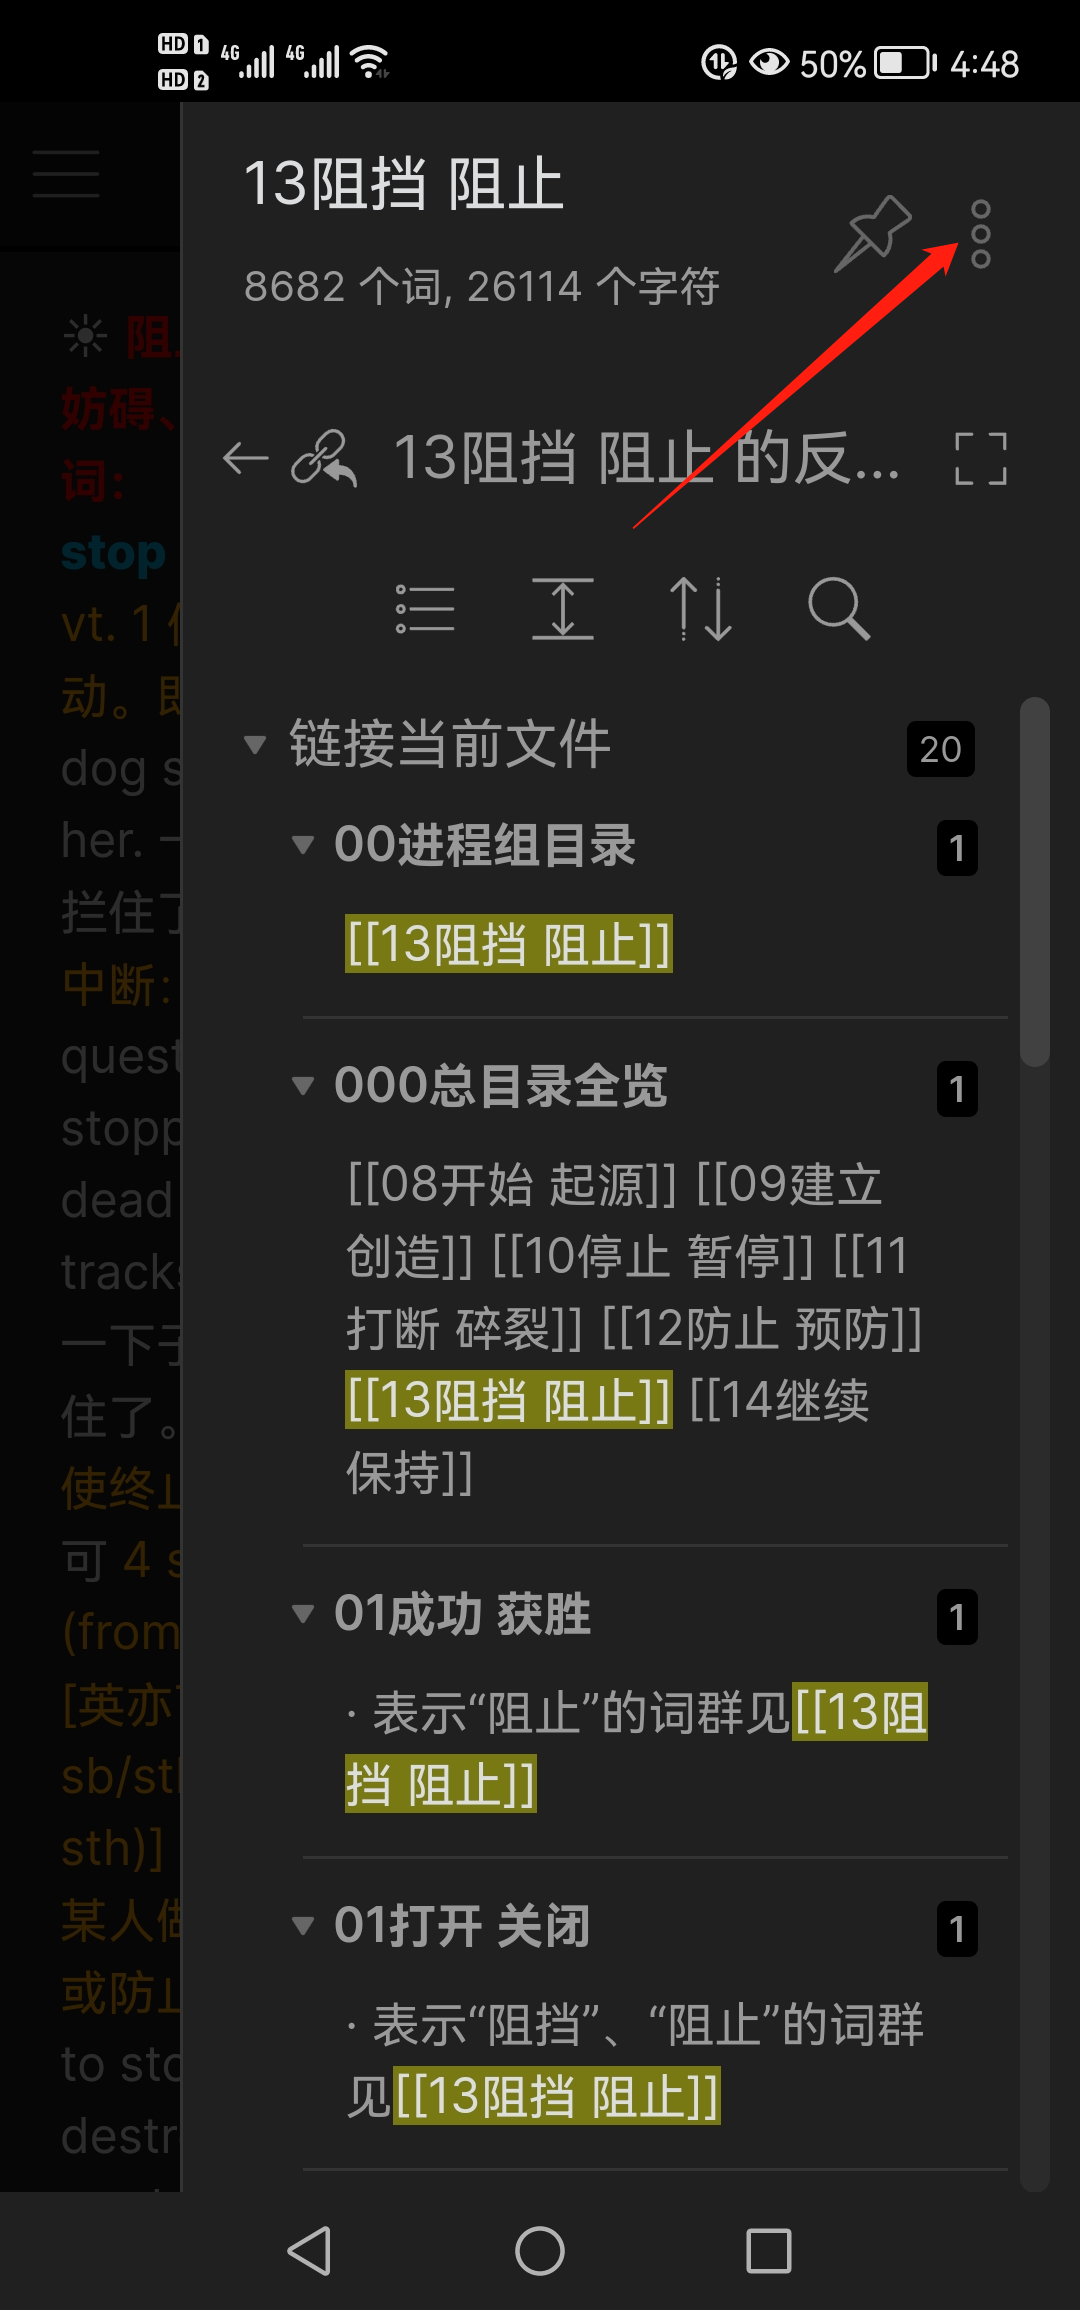 HD 1 4G 4G 50% 4:48
HD 2
13阻挡 阻止
8682 个词, 26114 个字符
13阻挡 阻止 的反...
链接当前文件 20
00进程组目录 1
[[13阻挡 阻止]]
000总目录全览 1
[[08开始 起源]] [[09建立
创造]] [[10停止 暂停]] [[11
打断 碎裂]] [[12防止 预防]]
[[13阻挡 阻止]] [[14继续
保持]]
01成功 获胜 1
· 表示“阻止”的词群见[[13阻
挡 阻止]]
01打开 关闭 1
· 表示“阻挡”、“阻止”的词群
见[[13阻挡 阻止]]
阻
妨碍、
词：
stop
vt. 1
动。即
dog s
her. 一
拦住了
中断：
quest
stopp
dead
tracks
一下子
住了。
使终止
可 4 s
(from
[英亦
sb/st
sth)]
某人做
或防止
to sto
destr